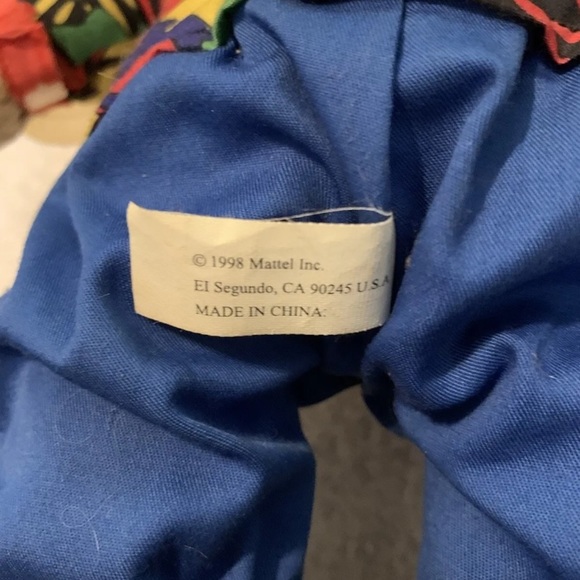 © 1998 Mattel Inc.
El Segundo, CA 90245 U.S.A
MADE IN CHINA: